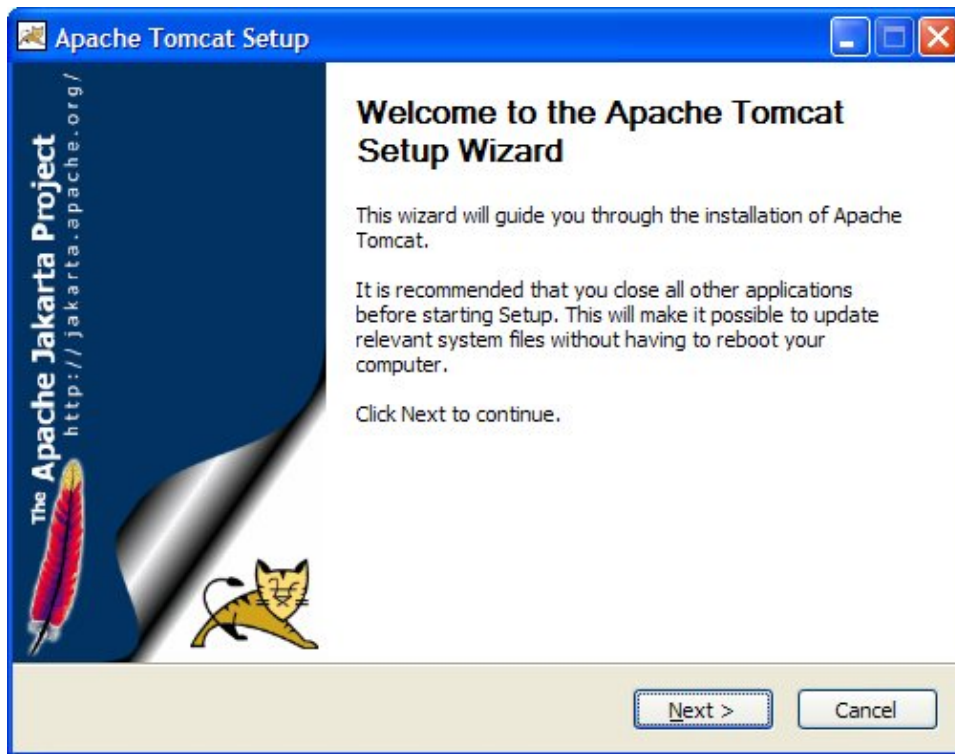 Apache Tomcat Setup
The Apache Jakarta Project
http://jakarta.apache.org/
Welcome to the Apache Tomcat
Setup Wizard
This wizard will guide you through the installation of Apache
Tomcat.
It is recommended that you close all other applications
before starting Setup. This will make it possible to update
relevant system files without having to reboot your
computer.
Click Next to continue.
Next >
Cancel